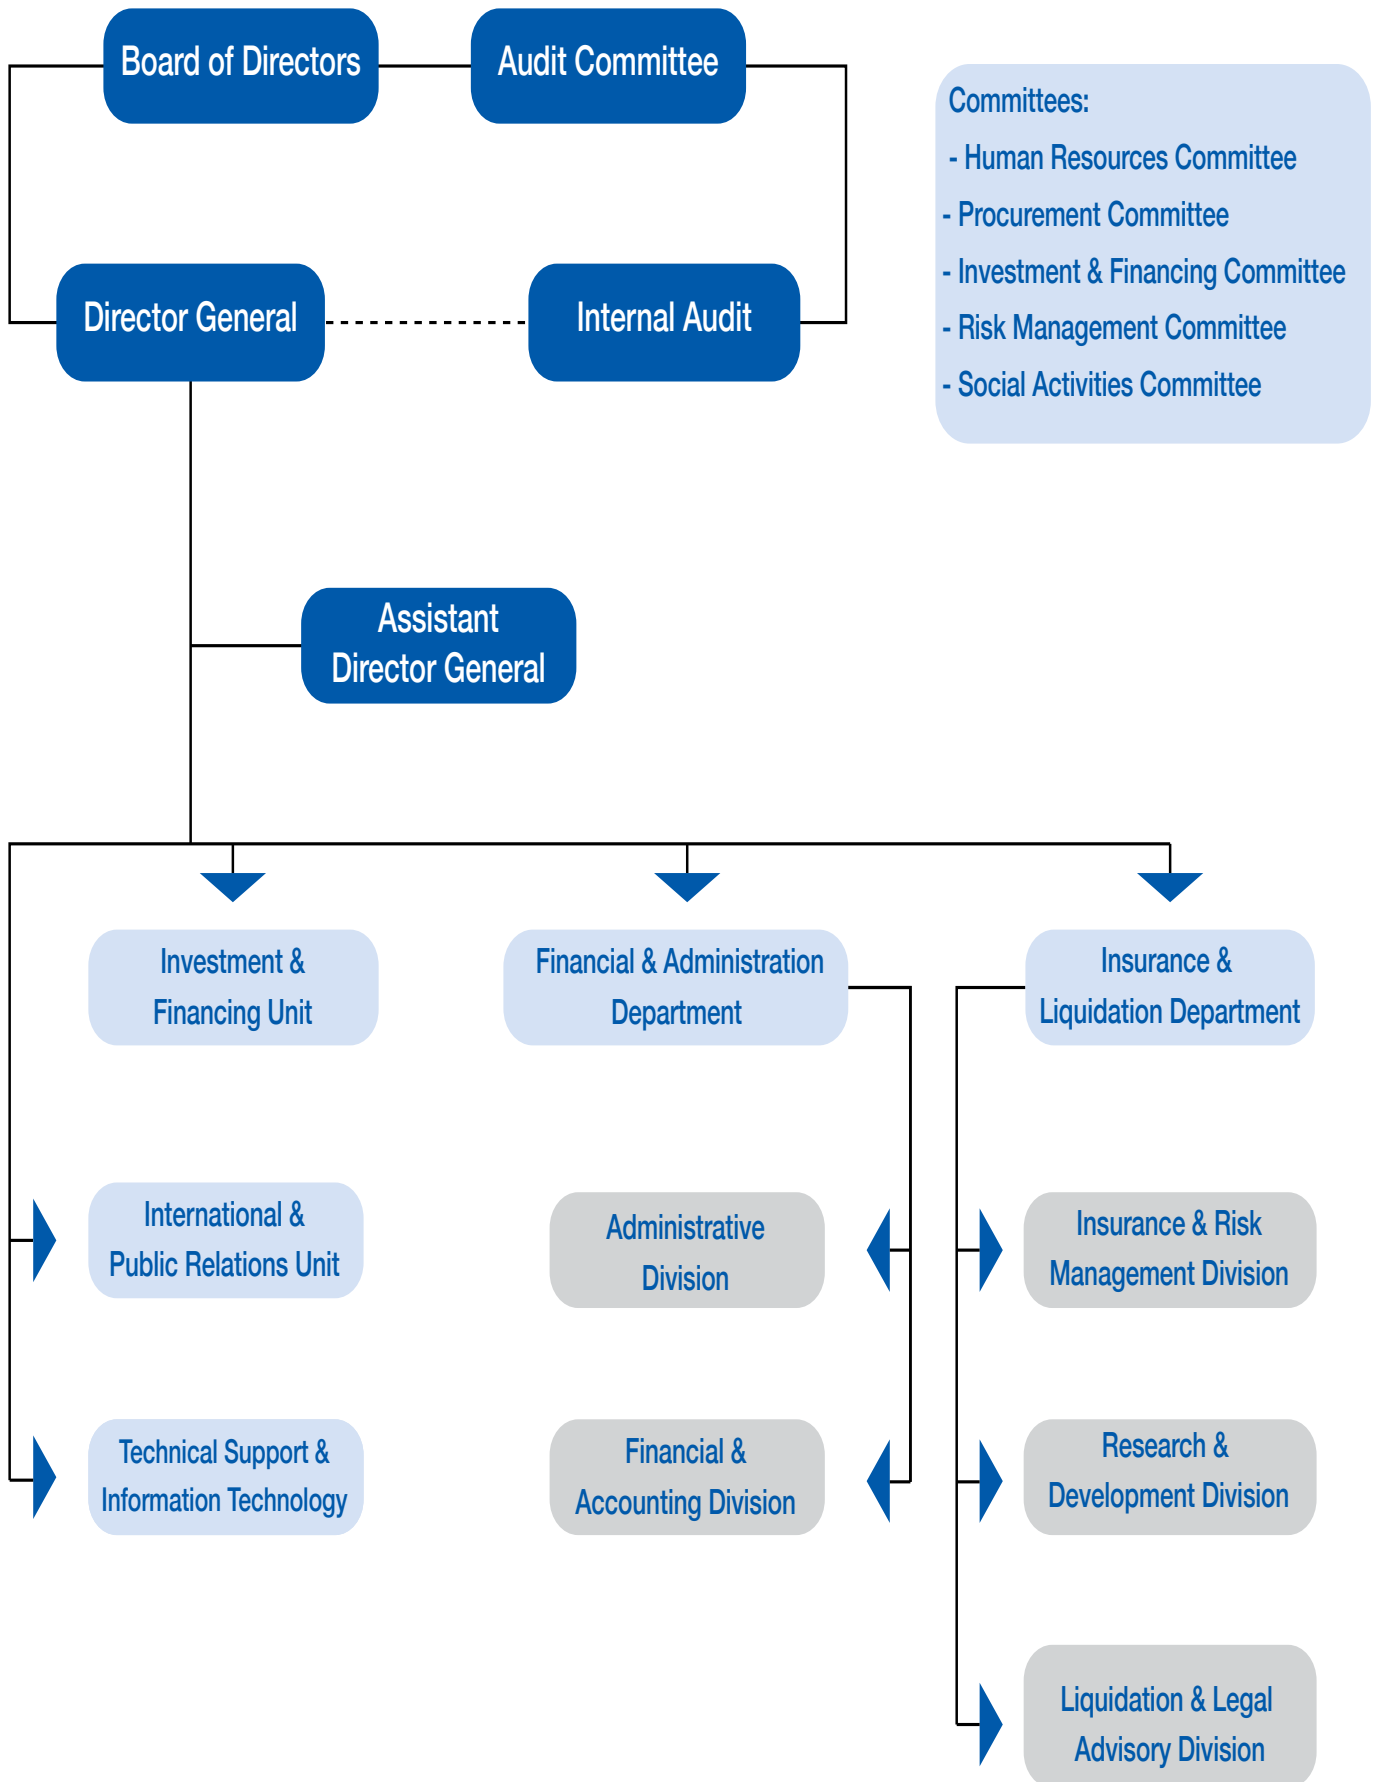 Board of Directors
Audit Committee
Committees:
- Human Resources Committee
- Procurement Committee
- Investment & Financing Committee
- Risk Management Committee
- Social Activities Committee
Director General
Internal Audit
Assistant
Director General
Investment &
Financing Unit
Financial & Administration
Department
Insurance &
Liquidation Department
International &
Public Relations Unit
Administrative
Division
Insurance & Risk
Management Division
Technical Support &
Information Technology
Financial &
Accounting Division
Research &
Development Division
Liquidation & Legal
Advisory Division